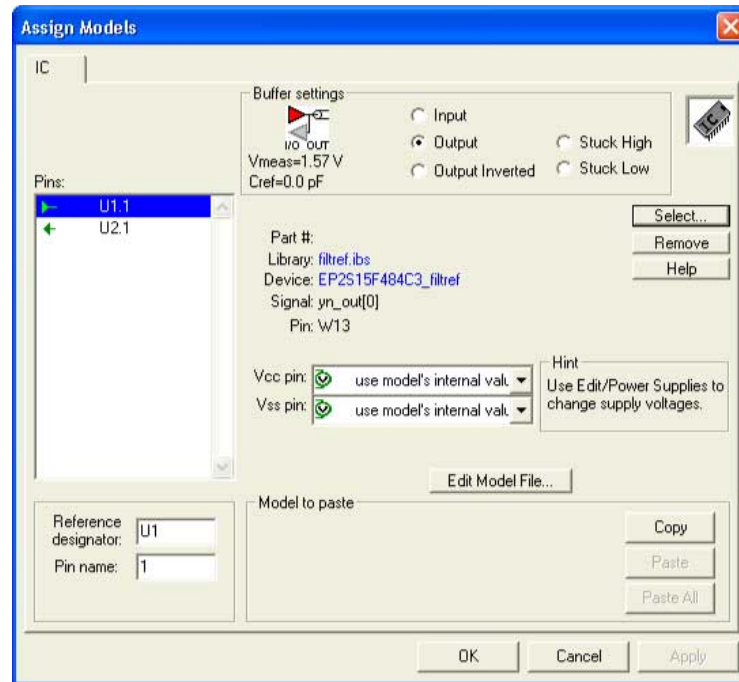 Assign Models
IC
Buffer settings
I/O OUT
Vmeas=1.57 V
Cref=0.0 pF
Input
Output
Output Inverted
Stuck High
Stuck Low
IC
Pins:
U1.1
U2.1
Select...
Remove
Help
Part #:
Library: filtref.ibs
Device: EP2S15F484C3_filtref
Signal: yn_out[0]
Pin: W13
Vcc pin: use model's internal valu
Vss pin: use model's internal valu
Hint
Use Edit/Power Supplies to
change supply voltages.
Edit Model File...
Reference
designator: U1
Pin name: 1
Model to paste
Copy
Paste
Paste All
OK Cancel Apply